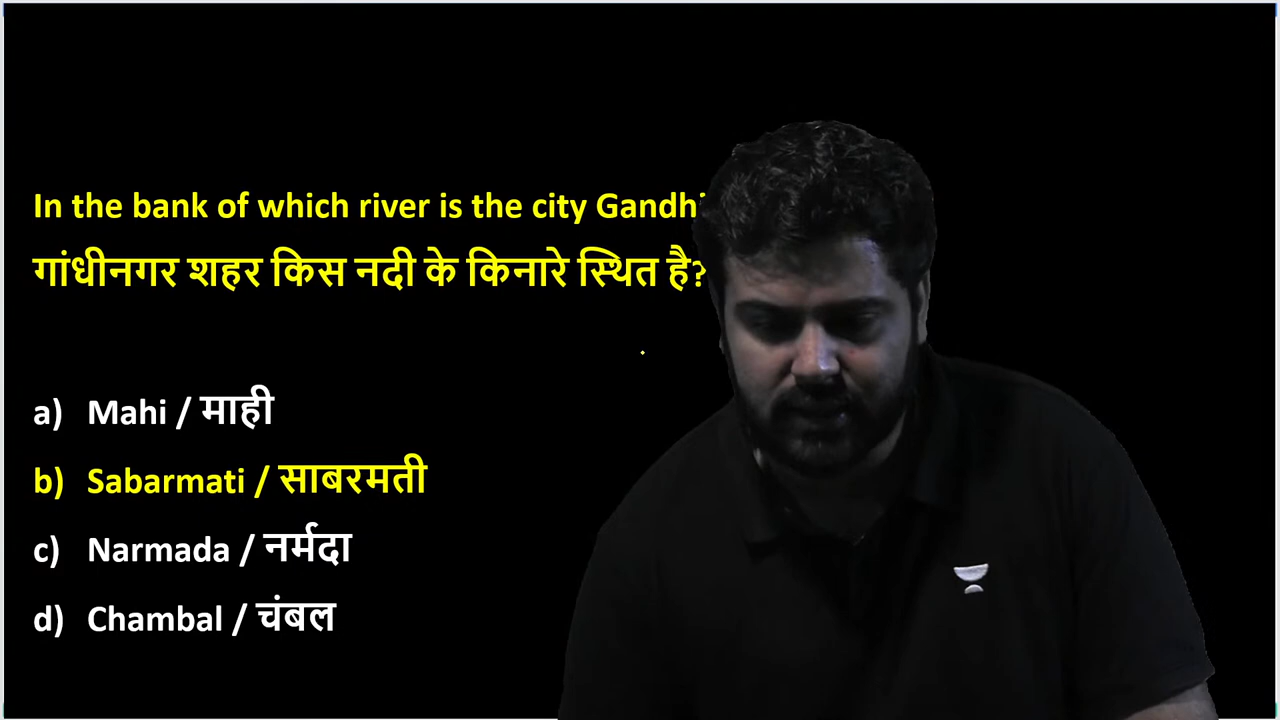 In the bank of which river is the city
गांधीनगर शहर किस नदी के किनारे स्थित है?
a) Mahi / माही
b) Sabarmati / साबरमती
c) Narmada / नर्मदा
d) Chambal / चंबल